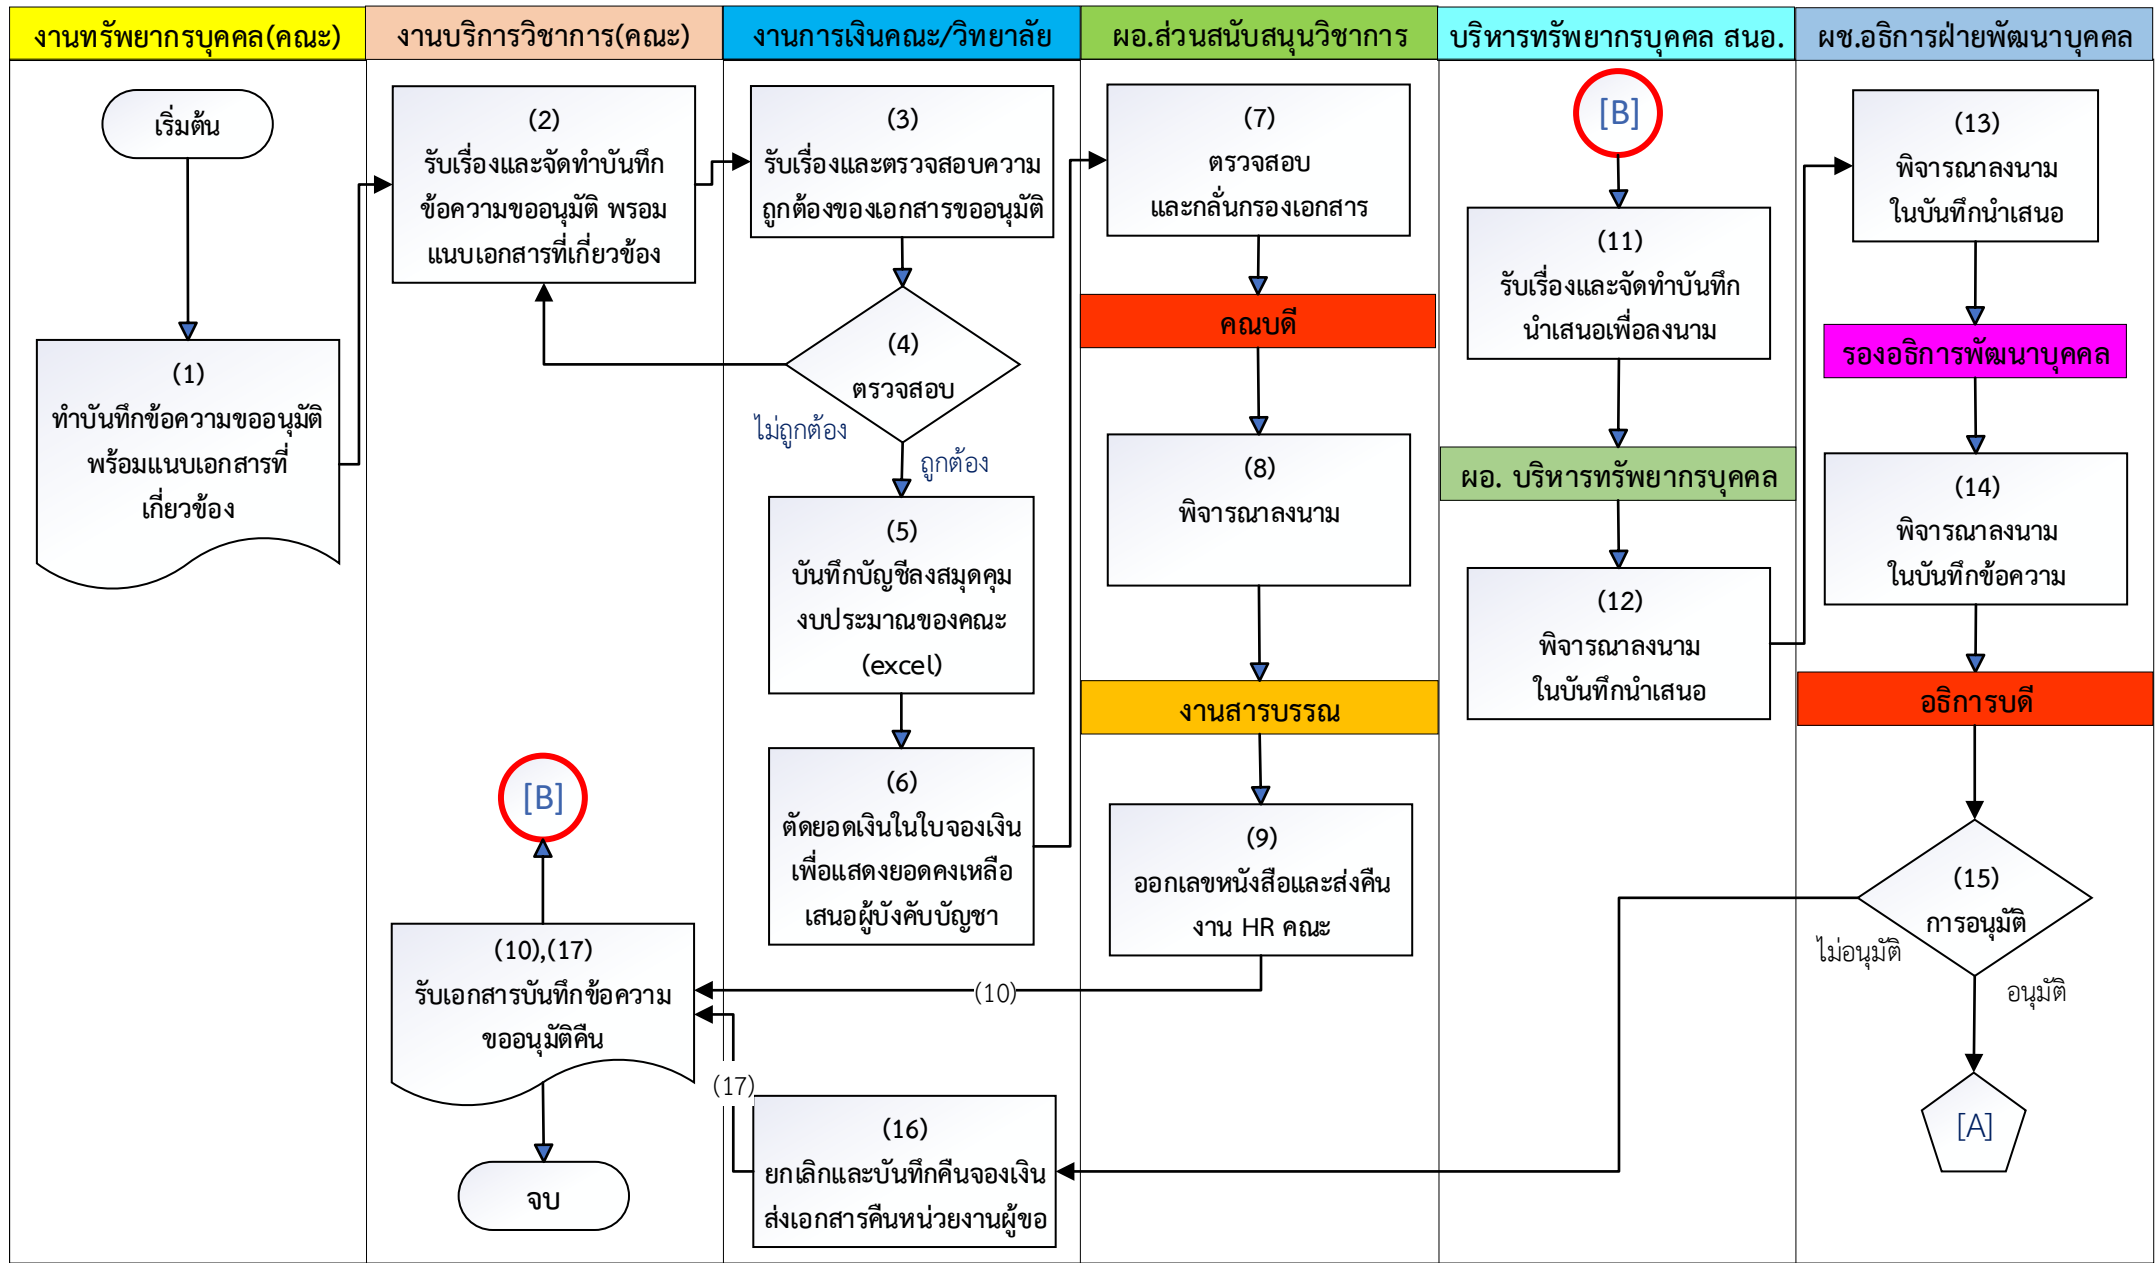 งานทรัพยากรบุคคล(คณะ)
งานบริการวิชาการ(คณะ)
งานการเงินคณะ/วิทยาลัย
ผอ.ส่วนสนับสนุนวิชาการ
บริหารทรัพยากรบุคคล สนอ.
ผช.อธิการฝ่ายพัฒนาบุคคล
เริ่มต้น
(1)
ทำบันทึกข้อความขออนุมัติ
พร้อมแนบเอกสารที่
เกี่ยวข้อง
(2)
รับเรื่องและจัดทำบันทึก
ข้อความขออนุมัติ พรอม
แนบเอกสารที่เกี่ยวข้อง
[B]
(10),(17)
รับเอกสารบันทึกข้อความ
ขออนุมัติคืน
จบ
(3)
รับเรื่องและตรวจสอบความ
ถูกต้องของเอกสารขออนุมัติ
(4)
ตรวจสอบ
ไม่ถูกต้อง
ถูกต้อง
(5)
บันทึกบัญชีลงสมุดคุม
งบประมาณของคณะ
(excel)
(6)
ตัดยอดเงินในใบจองเงิน
เพื่อแสดงยอดคงเหลือ
เสนอผู้บังคับบัญชา
(10)
(17)
(16)
ยกเลิกและบันทึกคืนจองเงิน
ส่งเอกสารคืนหน่วยงานผู้ขอ
(7)
ตรวจสอบ
และกลั่นกรองเอกสาร
คณบดี
(8)
พิจารณาลงนาม
งานสารบรรณ
(9)
ออกเลขหนังสือและส่งคืน
งาน HR คณะ
[B]
(11)
รับเรื่องและจัดทำบันทึก
นำเสนอเพื่อลงนาม
ผอ. บริหารทรัพยากรบุคคล
(12)
พิจารณาลงนาม
ในบันทึกนำเสนอ
(13)
พิจารณาลงนาม
ในบันทึกนำเสนอ
รองอธิการพัฒนาบุคคล
(14)
พิจารณาลงนาม
ในบันทึกข้อความ
อธิการบดี
(15)
การอนุมัติ
ไม่อนุมัติ
อนุมัติ
[A]